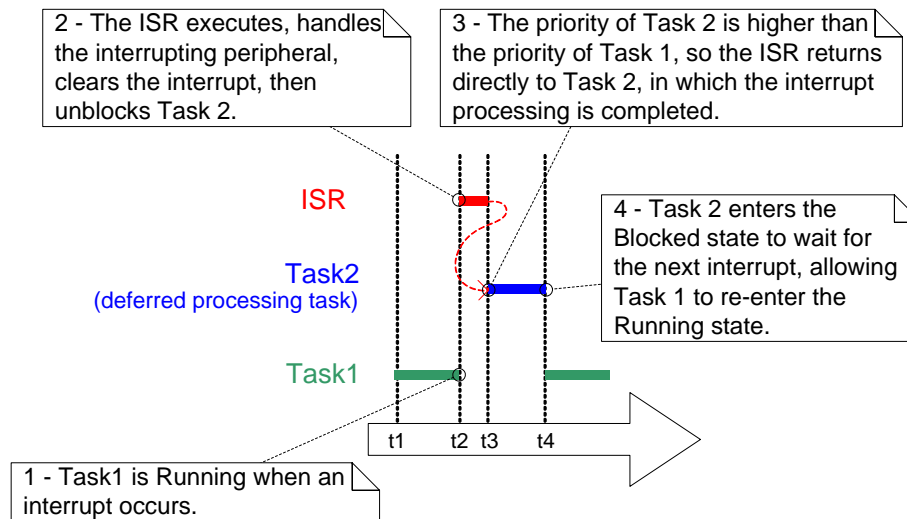 2 - The ISR executes, handles
the interrupting peripheral,
clears the interrupt, then
unblocks Task 2.
3 - The priority of Task 2 is higher than
the priority of Task 1, so the ISR returns
directly to Task 2, in which the interrupt
processing is completed.
ISR
4 - Task 2 enters the
Blocked state to wait for
the next interrupt, allowing
Task 1 to re-enter the
Running state.
Task2
(deferred processing task)
Task1
t1 t2 t3 t4
1 - Task1 is Running when an
interrupt occurs.